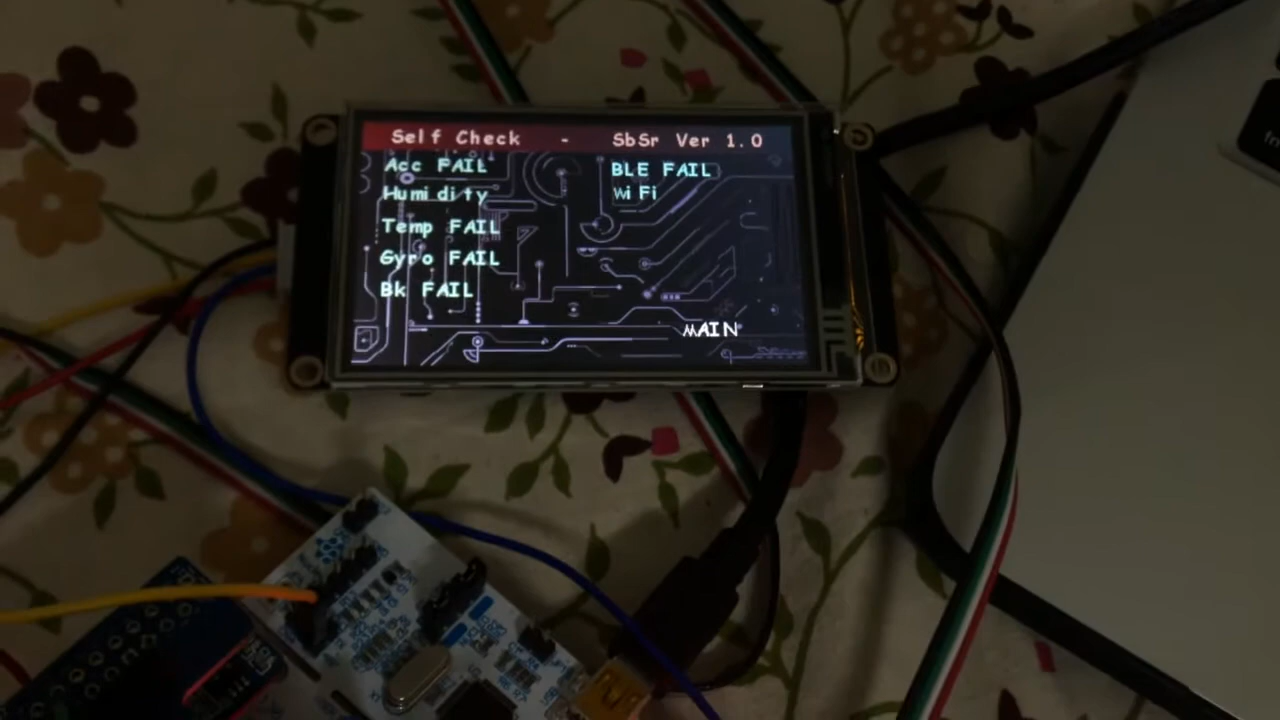 Self Check - SbSr Ver 1.0
Acc FAIL
BLE FAIL
Humidity
WiFi
Temp FAIL
Gyro FAIL
Bk FAIL
MAIN